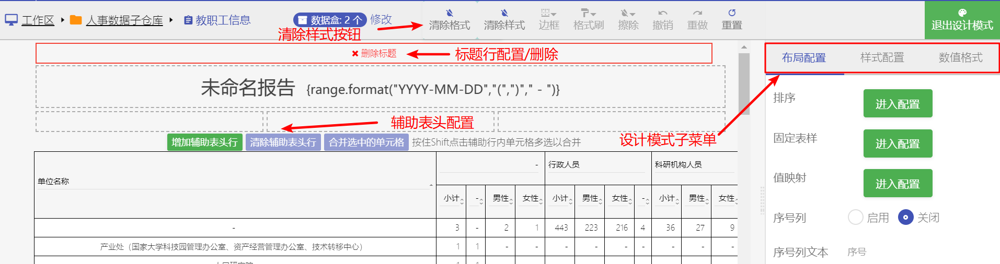 工作区 人事数据子仓库 教职工信息 数据盒: 2 个 修改
清除格式 清除样式 边框 格式刷 擦除 撤销 重做 重置
退出设计模式
清除样式按钮
删除标题
标题行配置/删除
未命名报告 {range.format("YYYY-MM-DD","(",")"," - ")}
辅助表头配置
增加辅助表头行 清除辅助表头行 合并选中的单元格 按住Shift点击辅助行内单元格多选以合并
单位名称 - 行政人员 科研机构人员
小计 - 男性 女性 小计 男性 女性 - 小计 男性 女性
- 3 - 2 1 443 223 216 4 36 27 9
产业处（国家大学科技园管理办公室、资产经营管理办公室、技术转移中心） 1 1 - - - - - - - - -
布局配置 样式配置 数值格式
设计模式子菜单
排序 进入配置
固定表样 进入配置
值映射 进入配置
序号列 启用 关闭
序号列文本 序号